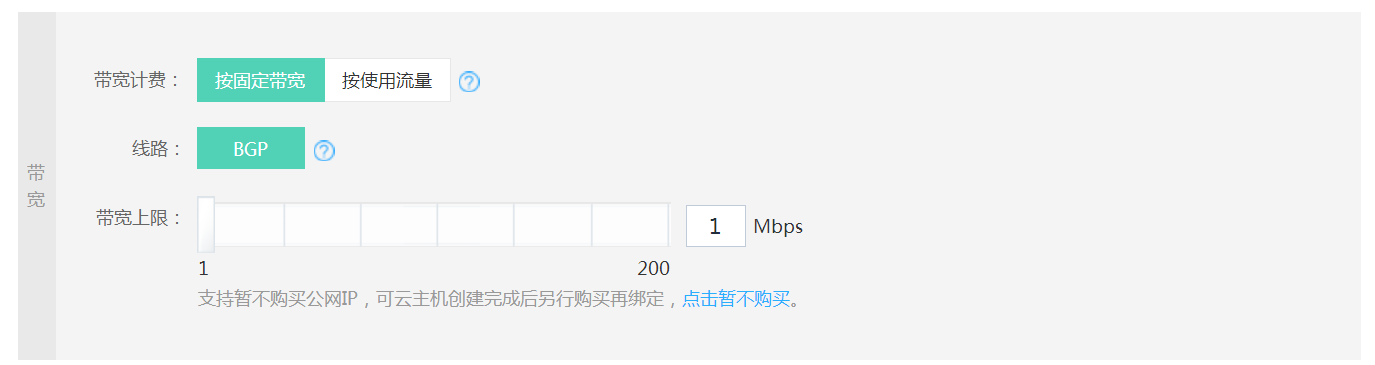 带宽
带宽计费： 按固定带宽 按使用流量 ?
线路： BGP ?
带宽上限： 1 Mbps
1 200
支持暂不购买公网IP，可云主机创建完成后另行购买再绑定，点击暂不购买。